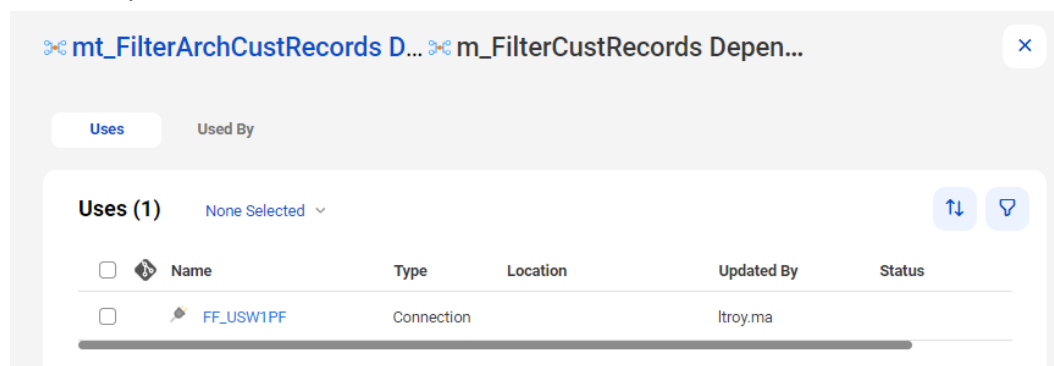 mt_FilterArchCustRecords D... m_FilterCustRecords Depen...
Uses Used By
Uses (1) None Selected
Name Type Location Updated By Status
FF_USW1PF Connection ltroy.ma